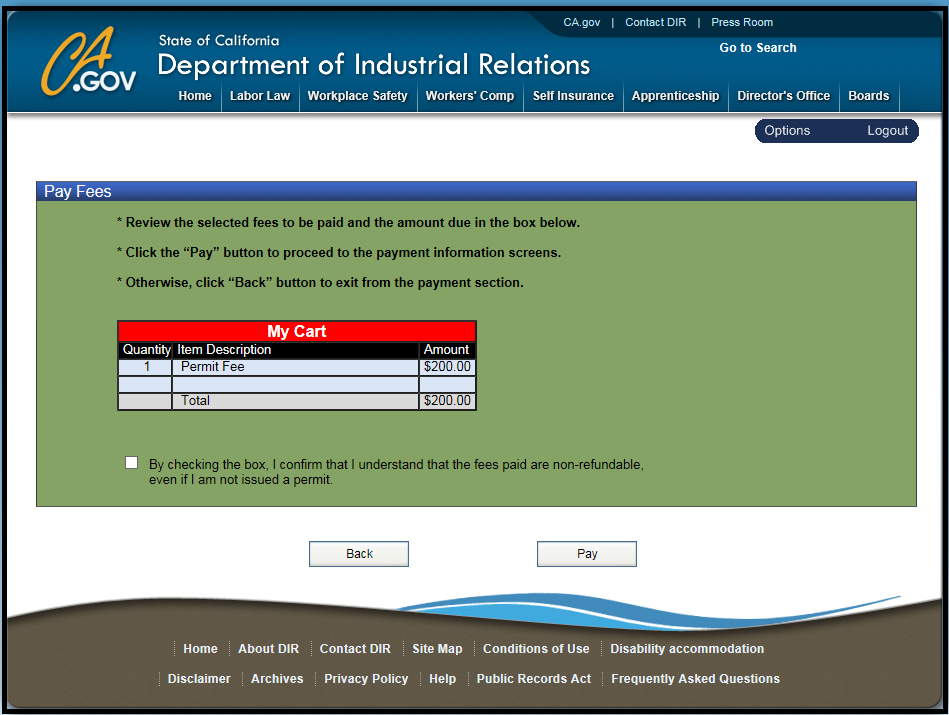 CA.gov | Contact DIR | Press Room
Go to Search
CA
.GOV
State of California
Department of Industrial Relations
Home Labor Law Workplace Safety Workers' Comp Self Insurance Apprenticeship Director's Office Boards
Options Logout
Pay Fees
* Review the selected fees to be paid and the amount due in the box below.
* Click the “Pay” button to proceed to the payment information screens.
* Otherwise, click “Back” button to exit from the payment section.
My Cart
Quantity Item Description Amount
1 Permit Fee $200.00
Total $200.00
By checking the box, I confirm that I understand that the fees paid are non-refundable,
even if I am not issued a permit.
Back Pay
Home About DIR Contact DIR Site Map Conditions of Use Disability accommodation
Disclaimer Archives Privacy Policy Help Public Records Act Frequently Asked Questions